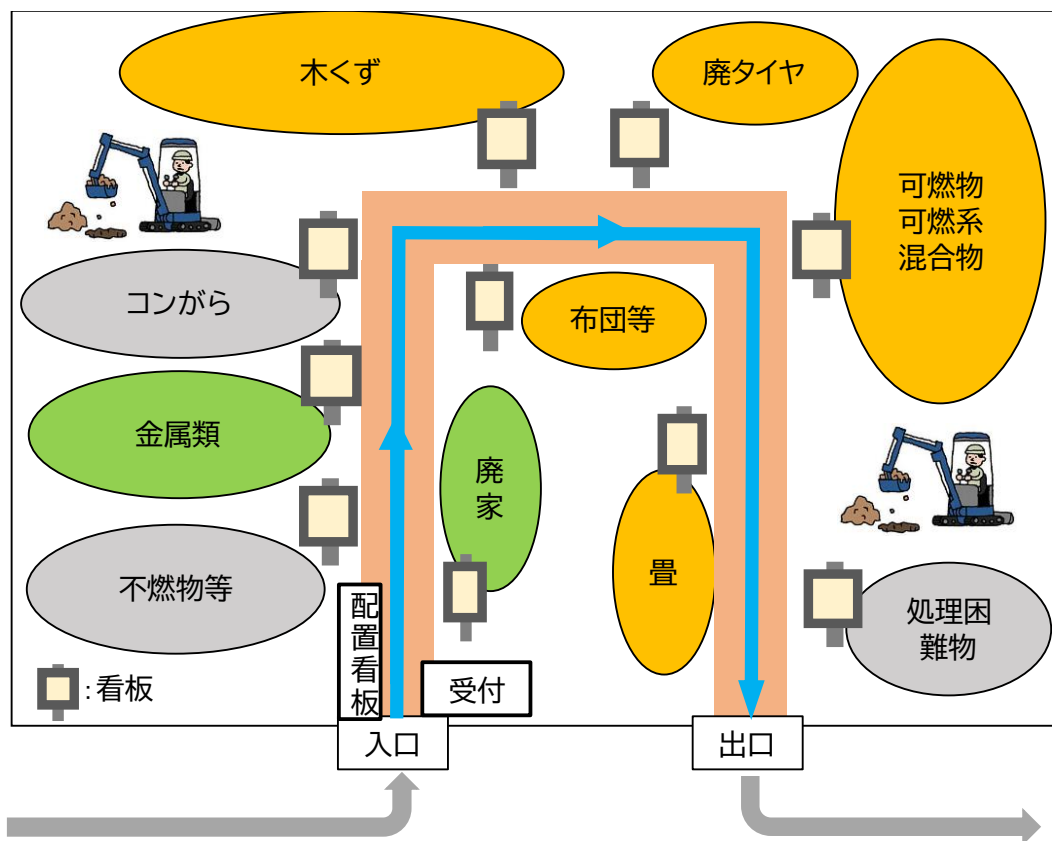 木くず
廃タイヤ
可燃物
可燃系
混合物
コンがら
布団等
金属類
廃
家
畳
不燃物等
処理困
難物
配
置
看
板
受付
:看板
入口
出口